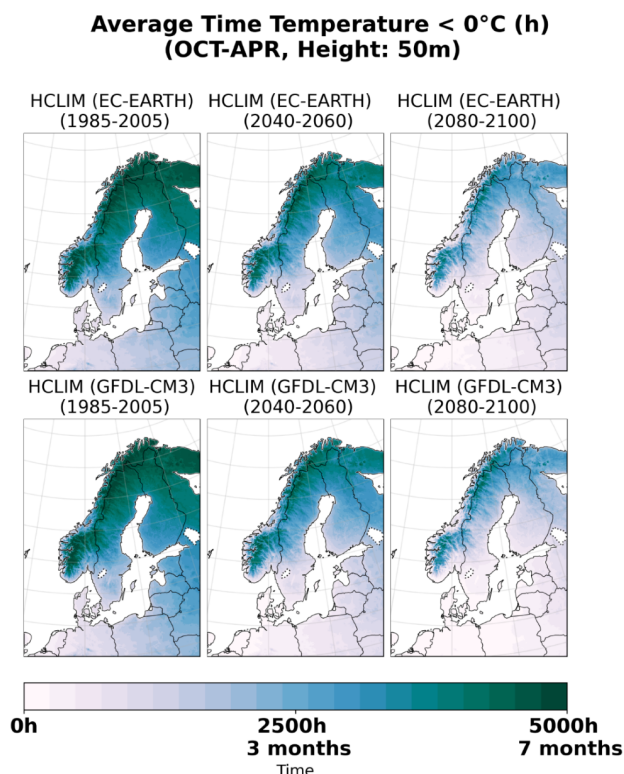 Average Time Temperature < 0°C (h)
(OCT-APR, Height: 50m)
HCLIM (EC-EARTH)
(1985-2005)
HCLIM (EC-EARTH)
(2040-2060)
HCLIM (EC-EARTH)
(2080-2100)
HCLIM (GFDL-CM3)
(1985-2005)
HCLIM (GFDL-CM3)
(2040-2060)
HCLIM (GFDL-CM3)
(2080-2100)
0h
2500h
3 months
5000h
7 months
Time